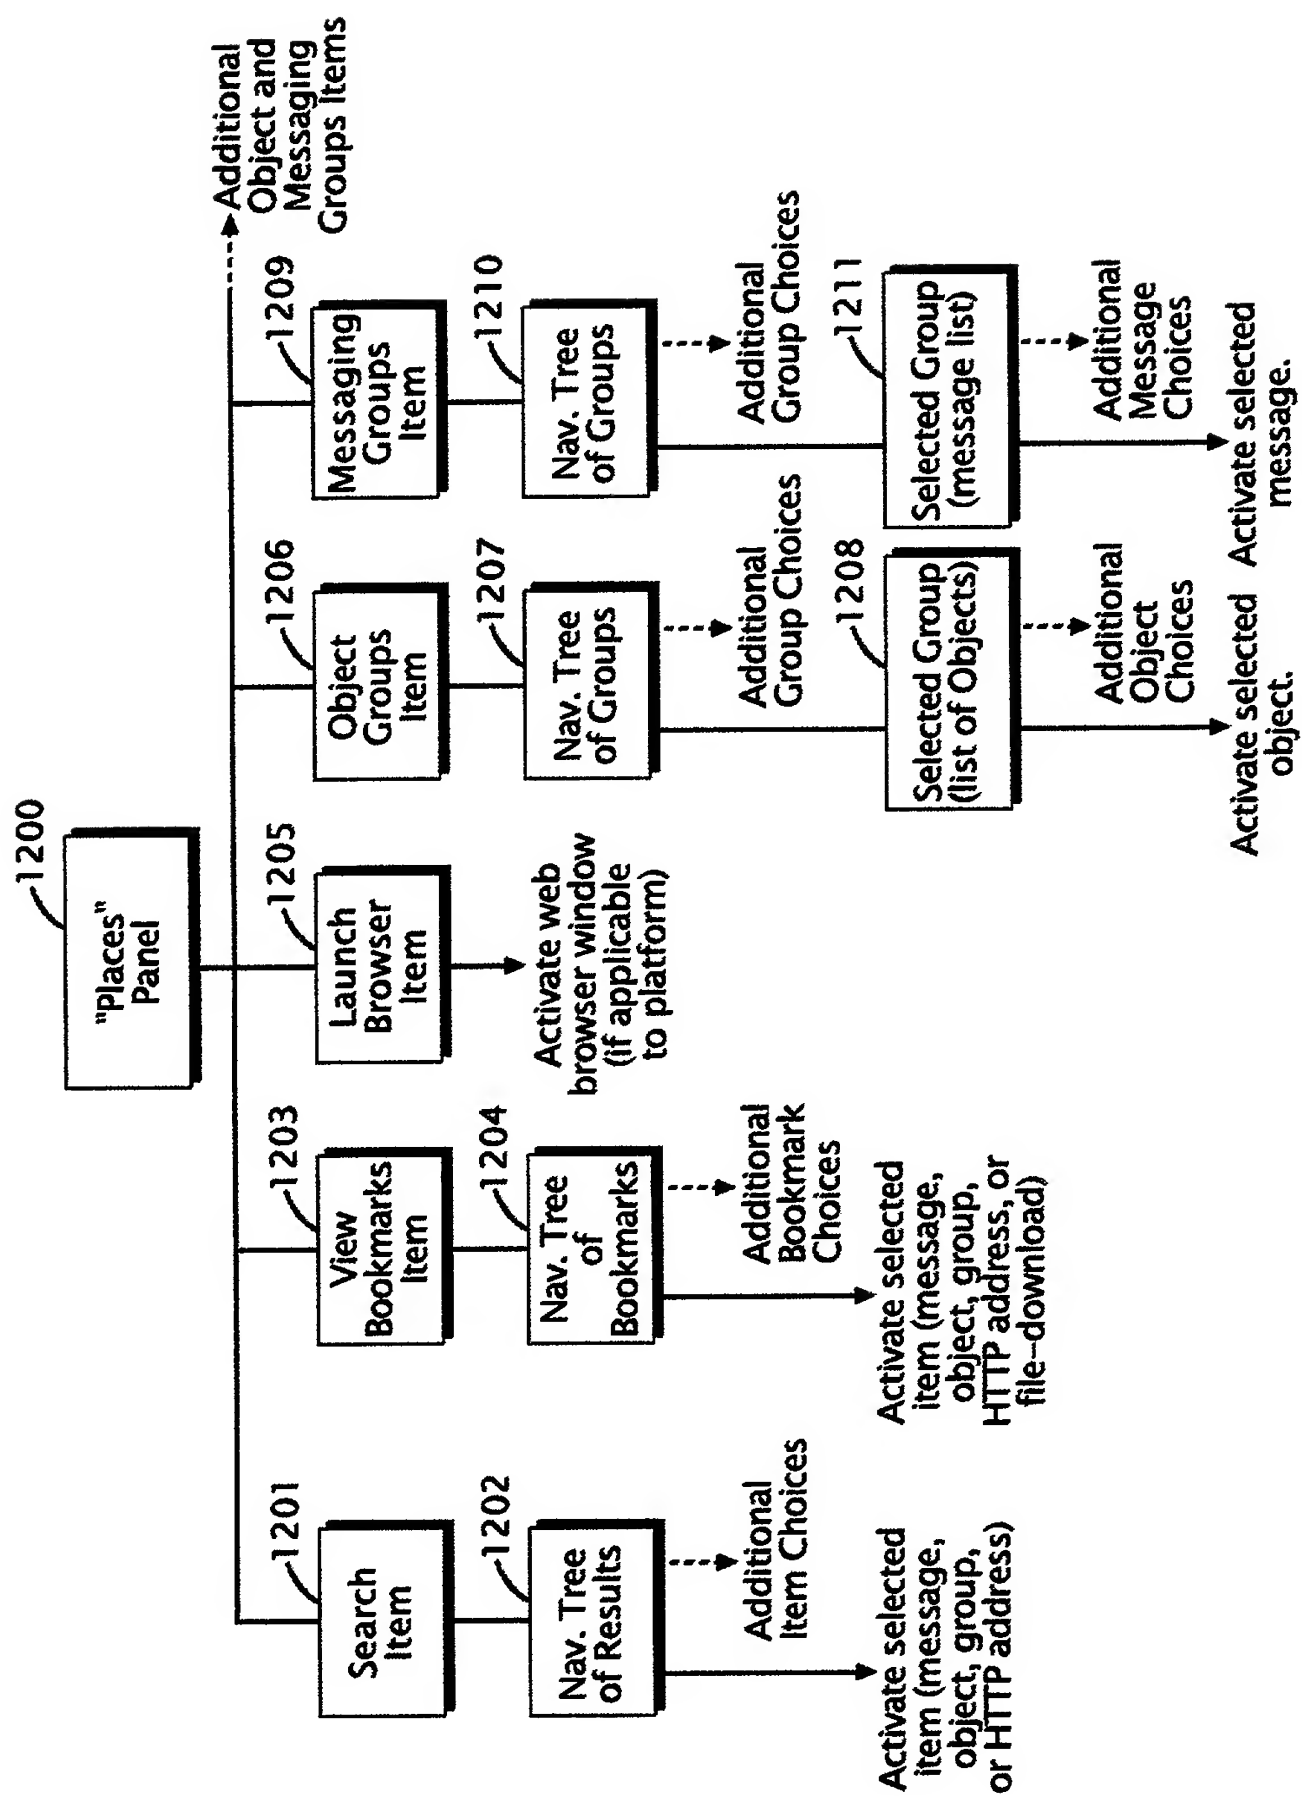 1200
"Places"
Panel
1201
Search
Item
1202
Nav. Tree
of Results
Additional
Item Choices
Activate selected
item (message,
object, group,
or HTTP address)
1203
View
Bookmarks
Item
1204
Nav. Tree
of
Bookmarks
Additional
Bookmark
Choices
Activate selected
item (message,
object, group,
HTTP address, or
file-download)
1205
Launch
Browser
Item
Activate web
browser window
(if applicable
to platform)
1206
Object
Groups
Item
1207
Nav. Tree
of Groups
Additional
Group Choices
1208
Selected Group
(list of Objects)
Additional
Object
Choices
Activate selected
object.
1209
Messaging
Groups
Item
1210
Nav. Tree
of Groups
Additional
Group Choices
1211
Selected Group
(message list)
Additional
Message
Choices
Activate selected
message.
Additional
Object and
Messaging
Groups Items